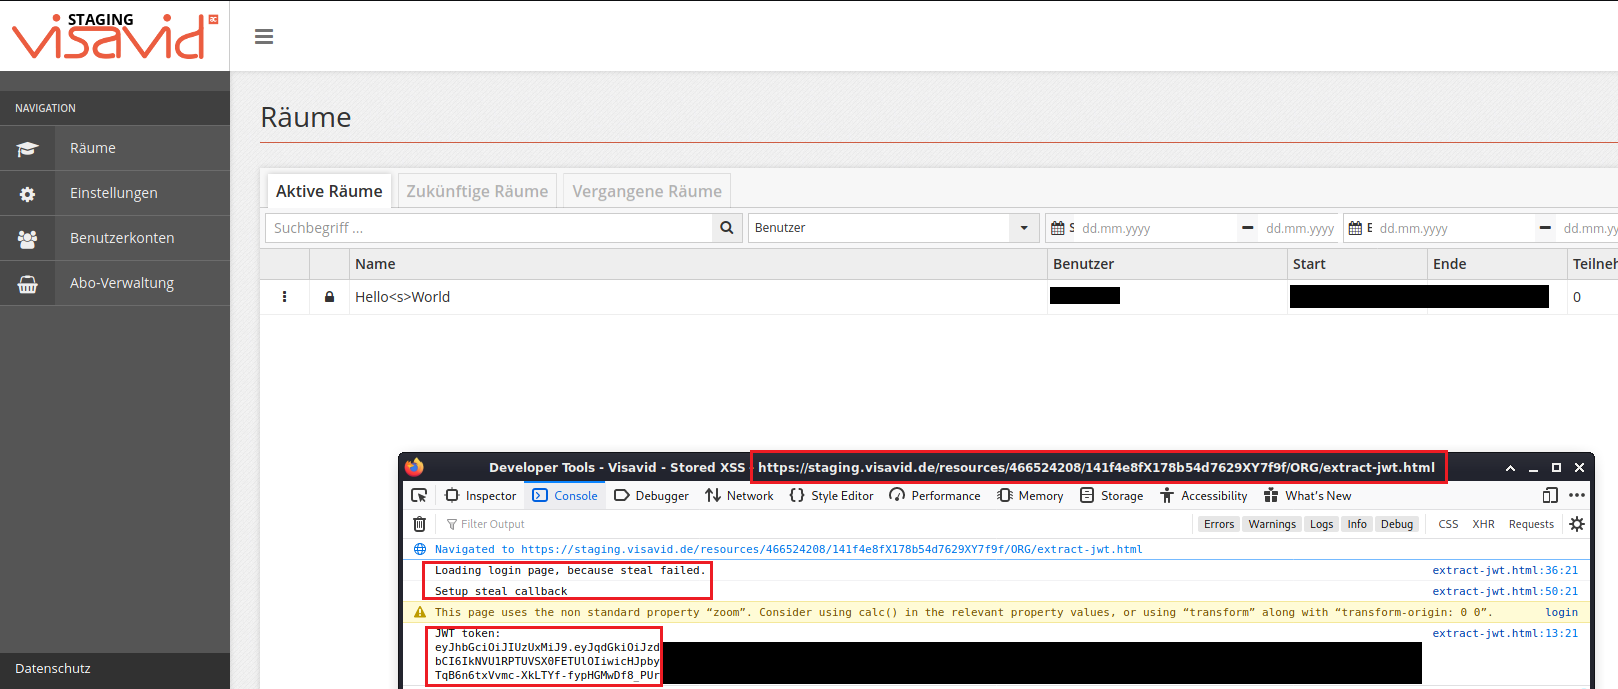 STAGING
visavid
NAVIGATION
Räume
Einstellungen
Benutzerkonten
Abo-Verwaltung
Datenschutz
Räume
Aktive Räume Zukünftige Räume Vergangene Räume
Suchbegriff ... Benutzer S dd.mm.yyyy dd.mm.yyyy E dd.mm.yyyy dd.mm.yy
Name Benutzer Start Ende Teilneh
Hello<s>World 0
Developer Tools - Visavid - Stored XSS - https://staging.visavid.de/resources/466524208/141f4e8fX178b54d7629XY7f9f/ORG/extract-jwt.html
Inspector Console Debugger Network Style Editor Performance Memory Storage Accessibility What's New
Filter Output Errors Warnings Logs Info Debug CSS XHR Requests
Navigated to https://staging.visavid.de/resources/466524208/141f4e8fX178b54d7629XY7f9f/ORG/extract-jwt.html
Loading login page, because steal failed. extract-jwt.html:36:21
Setup steal callback extract-jwt.html:50:21
This page uses the non standard property “zoom”. Consider using calc() in the relevant property values, or using “transform” along with “transform-origin: 0 0”. login
JWT token: extract-jwt.html:13:21
eyJhbGciOiJIUzUxMiJ9.eyJqdGkiOiJzd
bCI6IkNVU1RPTUVSX0FETUlOIiwicHJpby
TqB6n6txVvmc-XkLTYf-fypHGMwDf8_PUr